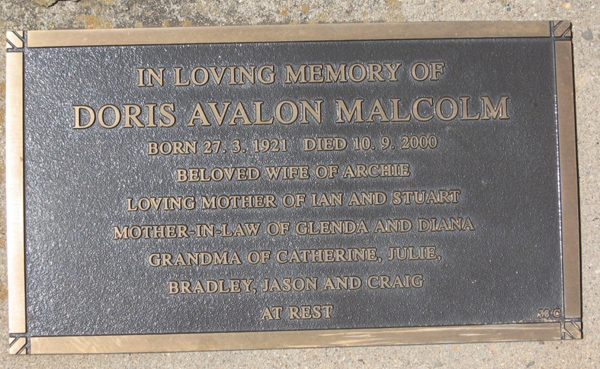 IN LOVING MEMORY OF
DORIS AVALON MALCOLM
BORN 27. 3. 1921 DIED 10. 9. 2000
BELOVED WIFE OF ARCHIE
LOVING MOTHER OF IAN AND STUART
MOTHER-IN-LAW OF GLENDA AND DIANA
GRANDMA OF CATHERINE, JULIE,
BRADLEY, JASON AND CRAIG
AT REST